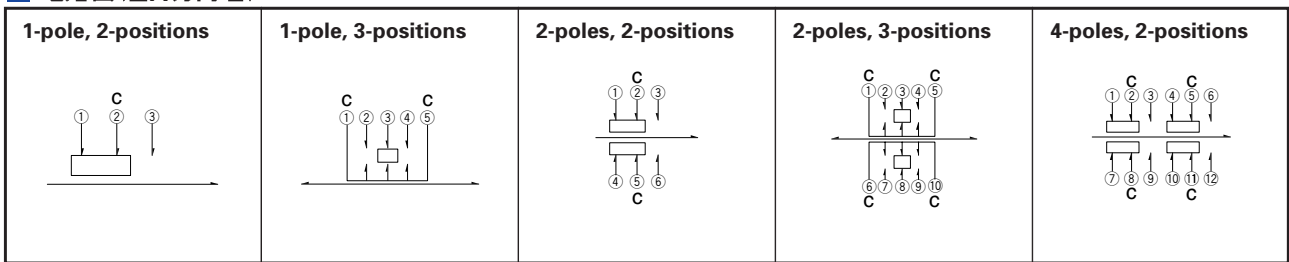 1-pole, 2-positions
C
① ② ③
1-pole, 3-positions
C C
① ② ③ ④ ⑤
2-poles, 2-positions
C
① ② ③
④ ⑤ ⑥
C
2-poles, 3-positions
C C
① ② ③ ④ ⑤
⑥ ⑦ ⑧ ⑨ ⑩
C C
4-poles, 2-positions
C C
① ② ③ ④ ⑤ ⑥
⑦ ⑧ ⑨ ⑩ ⑪ ⑫
C C